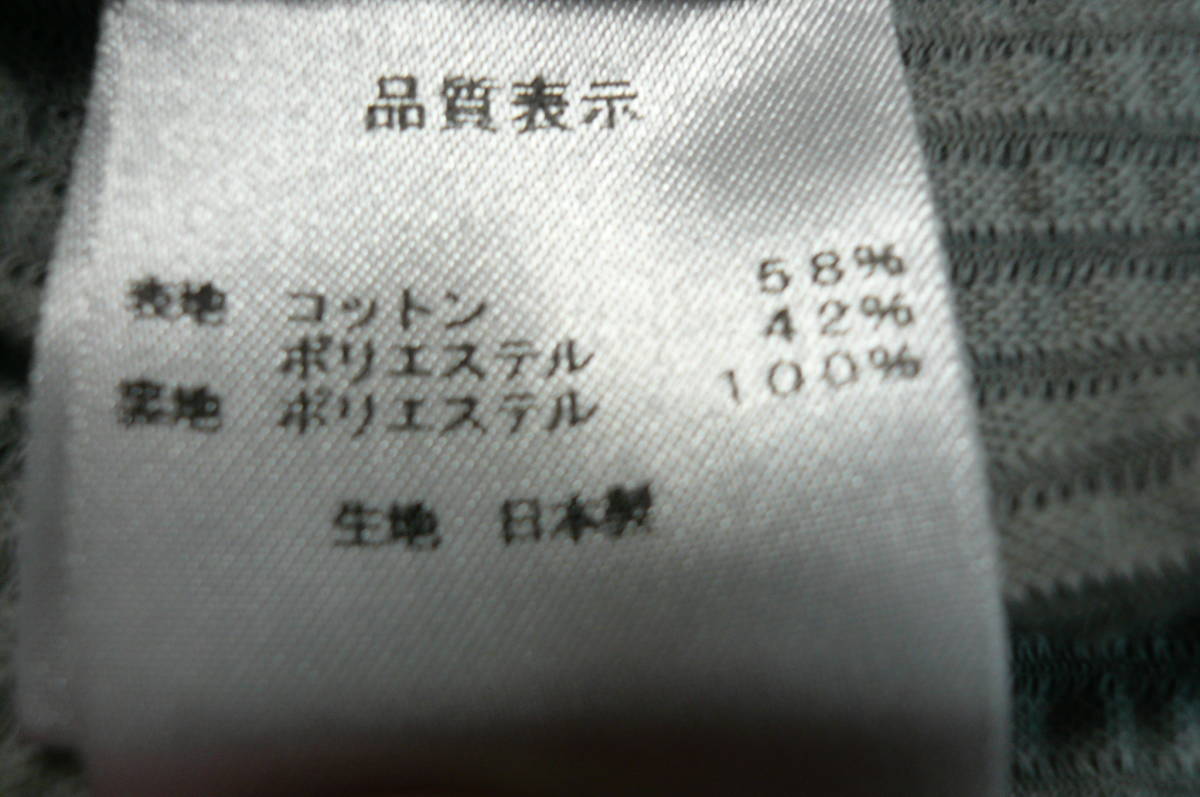 品質表示
表地 コットン 58%
ポリエステル 42%
裏地 ポリエステル 100%
生地 日本製